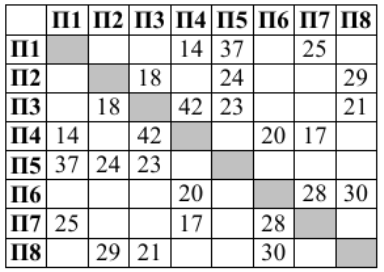 П1 П2 П3 П4 П5 П6 П7 П8
П1 14 37 25
П2 18 24 29
П3 18 42 23 21
П4 14 42 20 17
П5 37 24 23
П6 20 28 30
П7 25 17 28
П8 29 21 30